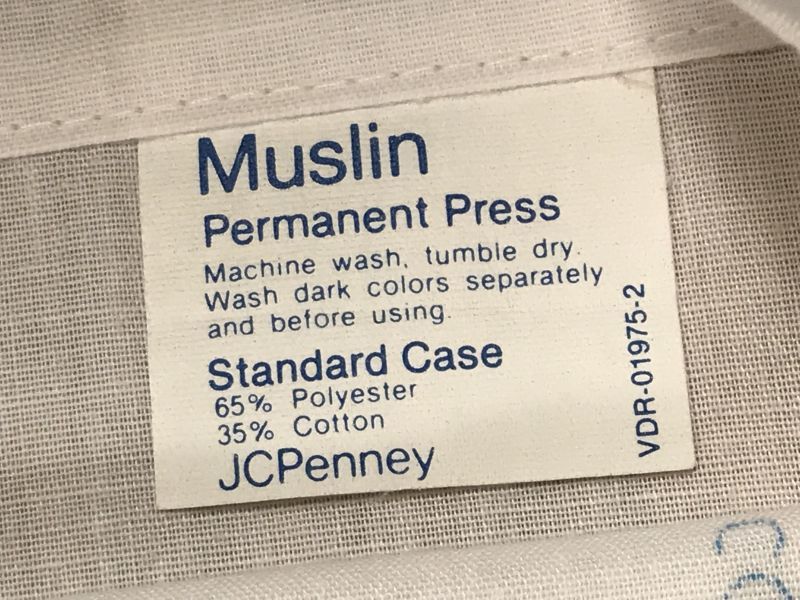 Muslin
Permanent Press
Machine wash, tumble dry.
Wash dark colors separately
and before using.
Standard Case
65% Polyester
35% Cotton
JCPenney
VDR-01975-2